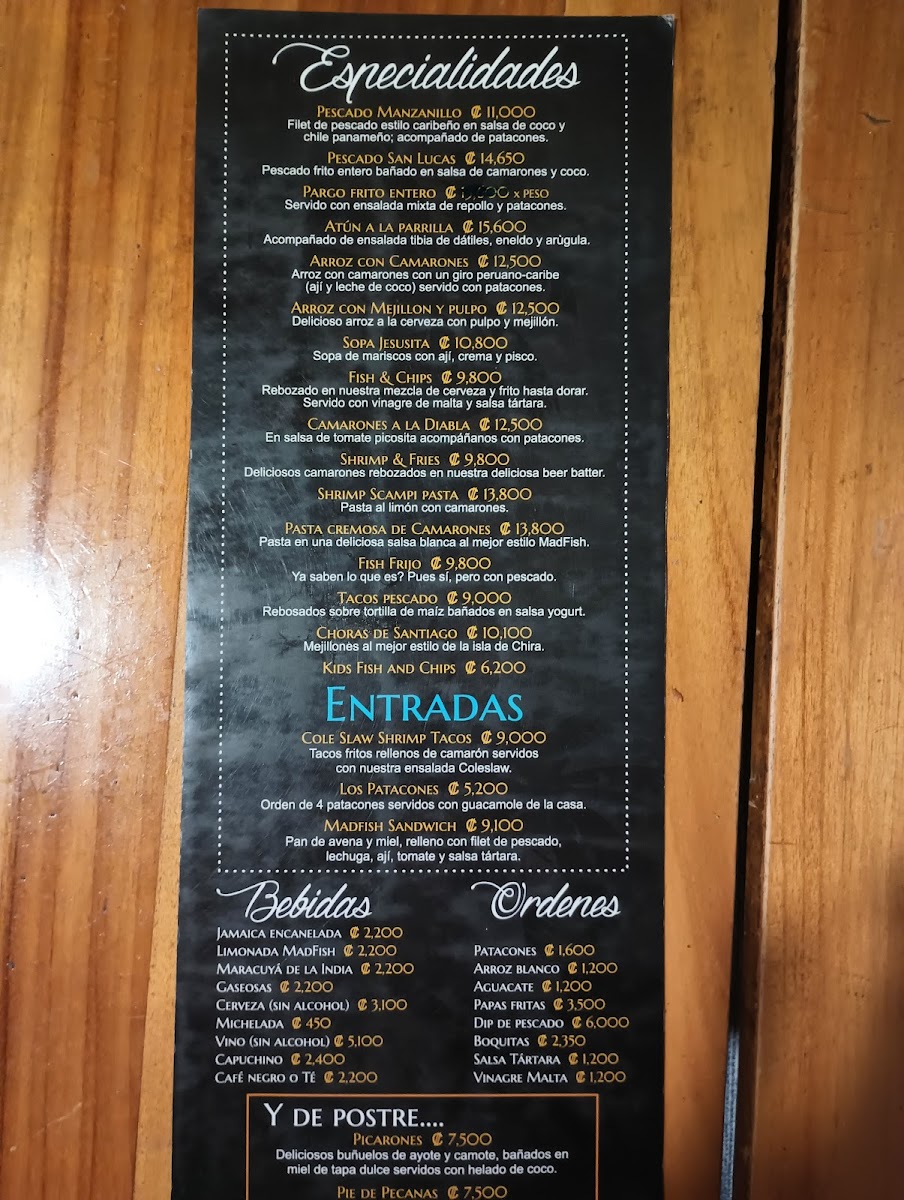 Especialidades
Pescado Manzanillo ₡ 11,000
Filet de pescado estilo caribeño en salsa de coco y
chile panameño; acompañado de patacones.
Pescado San Lucas ₡ 14,650
Pescado frito entero bañado en salsa de camarones y coco.
Pargo frito entero ₡ x peso
Servido con ensalada mixta de repollo y patacones.
Atún a la parrilla ₡ 15,600
Acompañado de ensalada tibia de dátiles, eneldo y arùgula.
Arroz con Camarones ₡ 12,500
Arroz con camarones con un giro peruano-caribe
(ají y leche de coco) servido con patacones.
Arroz con Mejillon y pulpo ₡ 12,500
Delicioso arroz a la cerveza con pulpo y mejillón.
Sopa Jesusita ₡ 10,800
Sopa de mariscos con ají, crema y pisco.
Fish & Chips ₡ 9,800
Rebozado en nuestra mezcla de cerveza y frito hasta dorar.
Servido con vinagre de malta y salsa tártara.
Camarones a la Diabla ₡ 12,500
En salsa de tomate picosita acompáñanos con patacones.
Shrimp & Fries ₡ 9,800
Deliciosos camarones rebozados en nuestra deliciosa beer batter.
Shrimp Scampi pasta ₡ 13,800
Pasta al limón con camarones.
Pasta cremosa de Camarones ₡ 13,800
Pasta en una deliciosa salsa blanca al mejor estilo MadFish.
Fish Frijo ₡ 9,800
Ya saben lo que es? Pues sí, pero con pescado.
Tacos pescado ₡ 9,000
Rebosados sobre tortilla de maíz bañados en salsa yogurt.
Choras de Santiago ₡ 10,100
Mejillones al mejor estilo de la isla de Chira.
Kids Fish and Chips ₡ 6,200
Entradas
Cole Slaw Shrimp Tacos ₡ 9,000
Tacos fritos rellenos de camarón servidos
con nuestra ensalada Coleslaw.
Los Patacones ₡ 5,200
Orden de 4 patacones servidos con guacamole de la casa.
Madfish Sandwich ₡ 9,100
Pan de avena y miel, relleno con filet de pescado,
lechuga, ají, tomate y salsa tártara.
Bebidas
Jamaica encanelada ₡ 2,200
Limonada MadFish ₡ 2,200
Maracuyá de la India ₡ 2,200
Gaseosas ₡ 2,200
Cerveza (sin alcohol) ₡ 3,100
Michelada ₡ 450
Vino (sin alcohol) ₡ 5,100
Capuchino ₡ 2,400
Café negro o Té ₡ 2,200
Ordenes
Patacones ₡ 1,600
Arroz blanco ₡ 1,200
Aguacate ₡ 1,200
Papas fritas ₡ 3,500
Dip de pescado ₡ 6,000
Boquitas ₡ 2,350
Salsa Tártara ₡ 1,200
Vinagre Malta ₡ 1,200
Y de postre....
Picarones ₡ 7,500
Deliciosos buñuelos de ayote y camote, bañados en
miel de tapa dulce servidos con helado de coco.
Pie de Pecanas ₡ 7,500